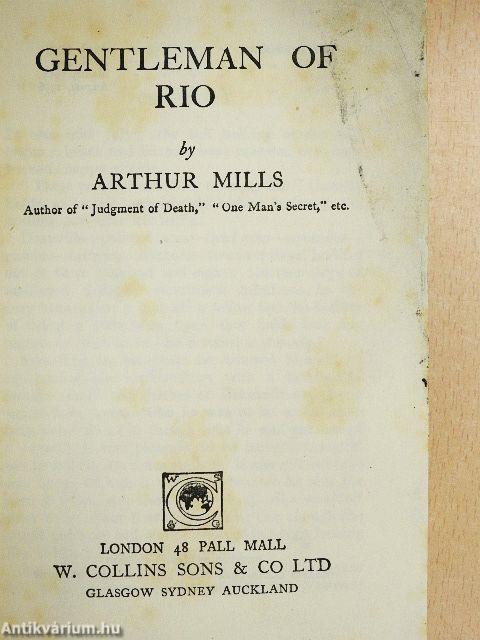 GENTLEMAN OF
RIO
by
ARTHUR MILLS
Author of “Judgment of Death,” “One Man's Secret,” etc.
W S
C
& C
LONDON 48 PALL MALL
W. COLLINS SONS & CO LTD
GLASGOW SYDNEY AUCKLAND
Antikvárium.hu